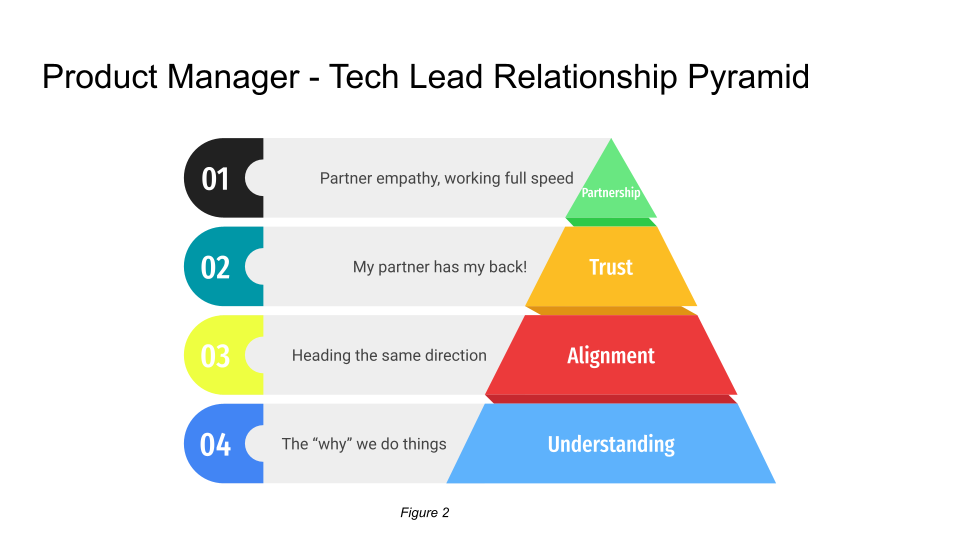 Product Manager - Tech Lead Relationship Pyramid
01
Partner empathy, working full speed
Partnership
02
My partner has my back!
Trust
03
Heading the same direction
Alignment
04
The “why” we do things
Understanding
Figure 2